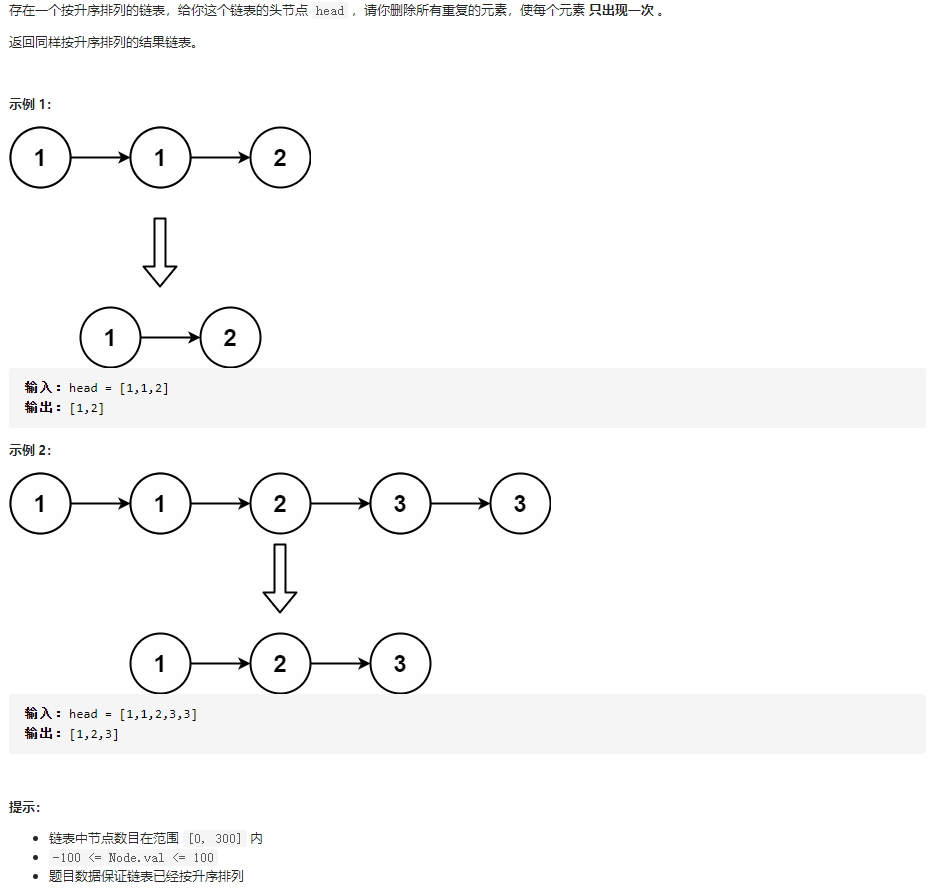 存在一个按升序排列的链表，给你这个链表的头节点 head ，请你删除所有重复的元素，使每个元素 只出现一次 。
返回同样按升序排列的结果链表。
示例 1：
1 1 2
1 2
输入：head = [1,1,2]
输出：[1,2]
示例 2：
1 1 2 3 3
1 2 3
输入：head = [1,1,2,3,3]
输出：[1,2,3]
提示：
• 链表中节点数目在范围 [0, 300] 内
• -100 <= Node.val <= 100
• 题目数据保证链表已经按升序排列